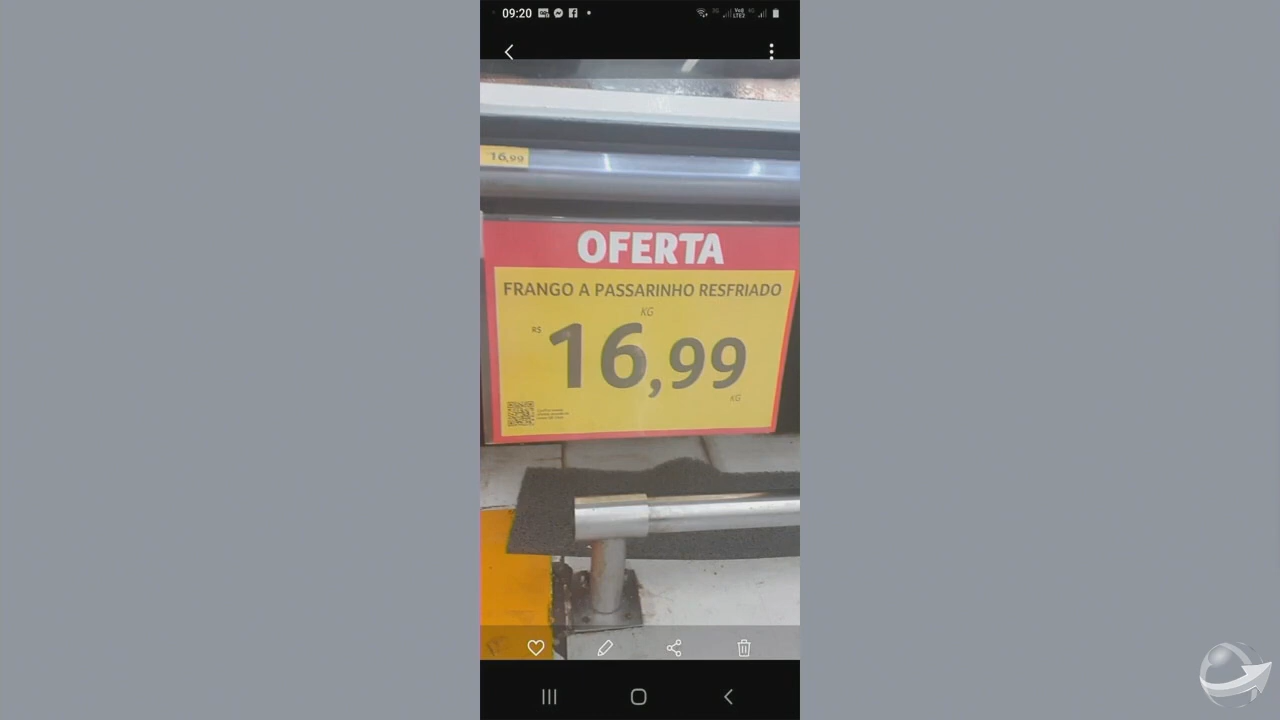 09:20
16,99
OFERTA
FRANGO A PASSARINHO RESFRIADO
KG
R$ 16,99
KG